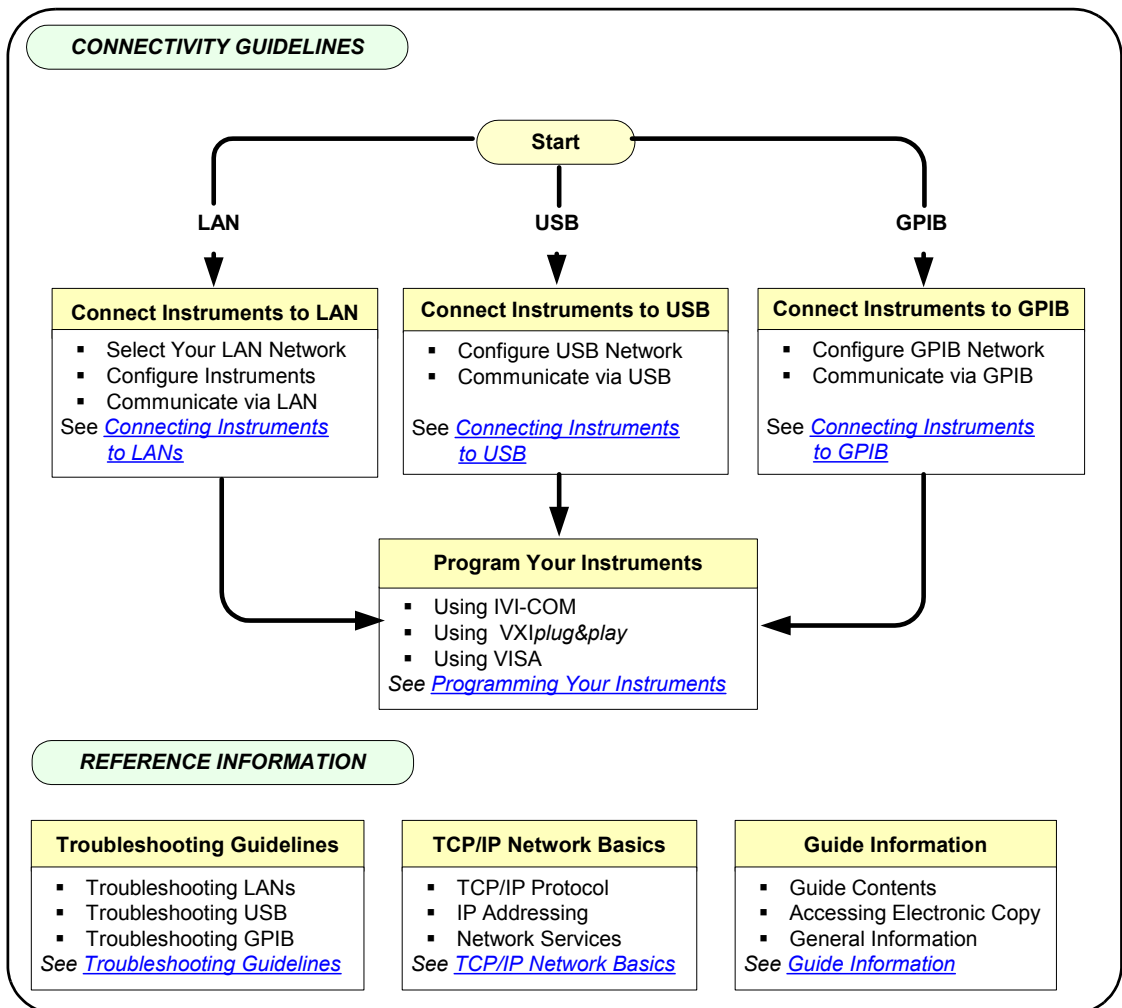 CONNECTIVITY GUIDELINES
Start
LAN
USB
GPIB
Connect Instruments to LAN
▪ Select Your LAN Network
▪ Configure Instruments
▪ Communicate via LAN
See Connecting Instruments
to LANs
Connect Instruments to USB
▪ Configure USB Network
▪ Communicate via USB
See Connecting Instruments
to USB
Connect Instruments to GPIB
▪ Configure GPIB Network
▪ Communicate via GPIB
See Connecting Instruments
to GPIB
Program Your Instruments
▪ Using IVI-COM
▪ Using VXIplug&play
▪ Using VISA
See Programming Your Instruments
REFERENCE INFORMATION
Troubleshooting Guidelines
▪ Troubleshooting LANs
▪ Troubleshooting USB
▪ Troubleshooting GPIB
See Troubleshooting Guidelines
TCP/IP Network Basics
▪ TCP/IP Protocol
▪ IP Addressing
▪ Network Services
See TCP/IP Network Basics
Guide Information
▪ Guide Contents
▪ Accessing Electronic Copy
▪ General Information
See Guide Information